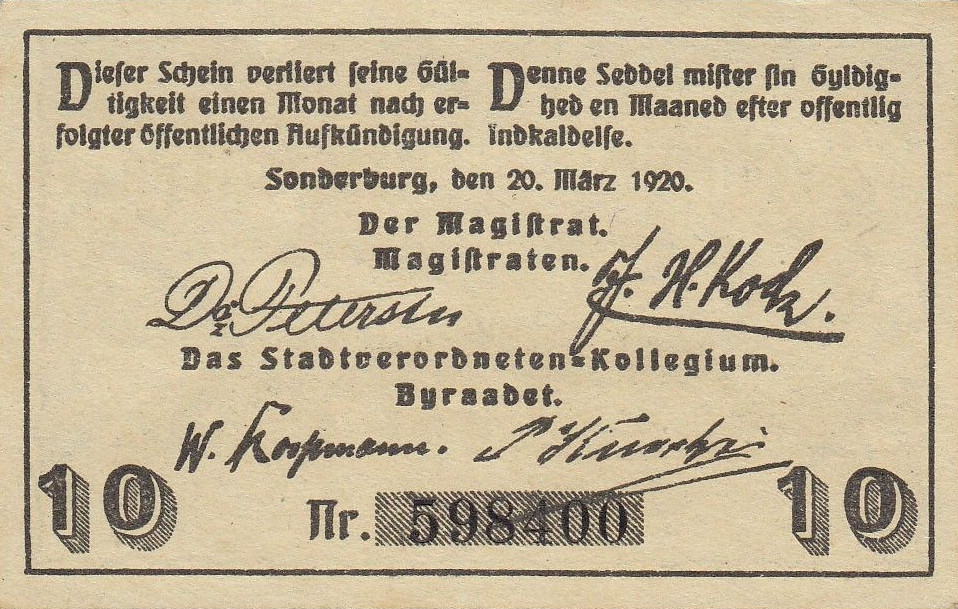 Dieser Schein verliert seine Gül=
tigkeit einen Monat nach er=
folgter öffentlichen Aufkündigung.
Denne Seddel mister sin Gyldig=
hed en Maaned efter offentlig
Indkaldelse.
Sonderburg, den 20. März 1920.
Der Magistrat.
Magistraten.
Dr. Petersen
J. H. Koch.
Das Stadtverordneten=Kollegium.
Byraadet.
W. Koopmann.
10
Nr. 598400
10